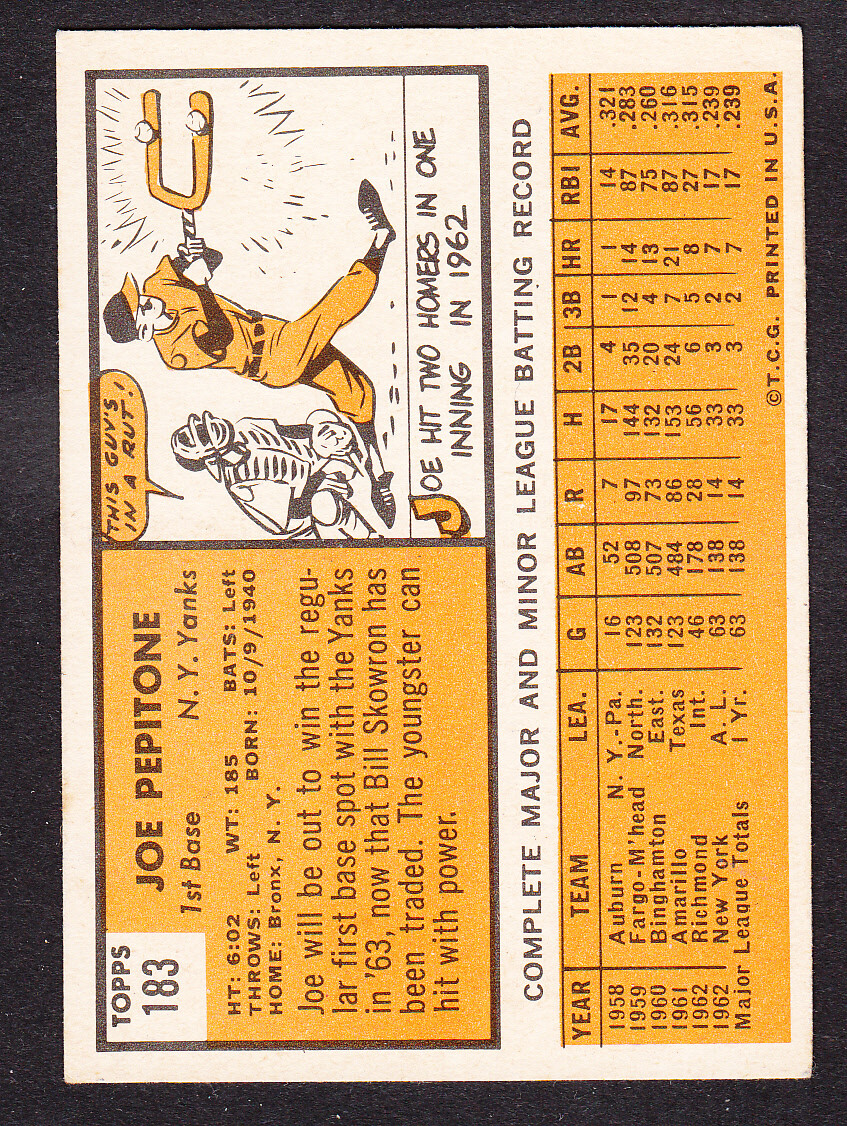 TOPPS
183
JOE PEPITONE
1st Base N. Y. Yanks
HT: 6:02 WT: 185 BATS: Left
THROWS: Left BORN: 10/9/1940
HOME: Bronx, N. Y.
Joe will be out to win the regu-
lar first base spot with the Yanks
in '63, now that Bill Skowron has
been traded. The youngster can
hit with power.
THIS GUY'S
IN A RUT!
JOE HIT TWO HOMERS IN ONE
INNING IN 1962
COMPLETE MAJOR AND MINOR LEAGUE BATTING RECORD
YEAR TEAM LEA. G AB R H 2B 3B HR RBI AVG.
1958 Auburn N. Y.-Pa. 16 52 7 17 4 1 1 14 .321
1959 Fargo-M'head North. 123 508 97 144 35 12 14 87 .283
1960 Binghamton East. 132 507 73 132 20 4 13 75 .260
1961 Amarillo Texas 123 484 86 153 24 7 21 87 .316
1962 Richmond Int. 46 178 28 56 6 5 8 27 .315
1962 New York A. L. 63 138 14 33 3 2 7 17 .239
Major League Totals 1 Yr. 63 138 14 33 3 2 7 17 .239
©T.C.G. PRINTED IN U.S.A.